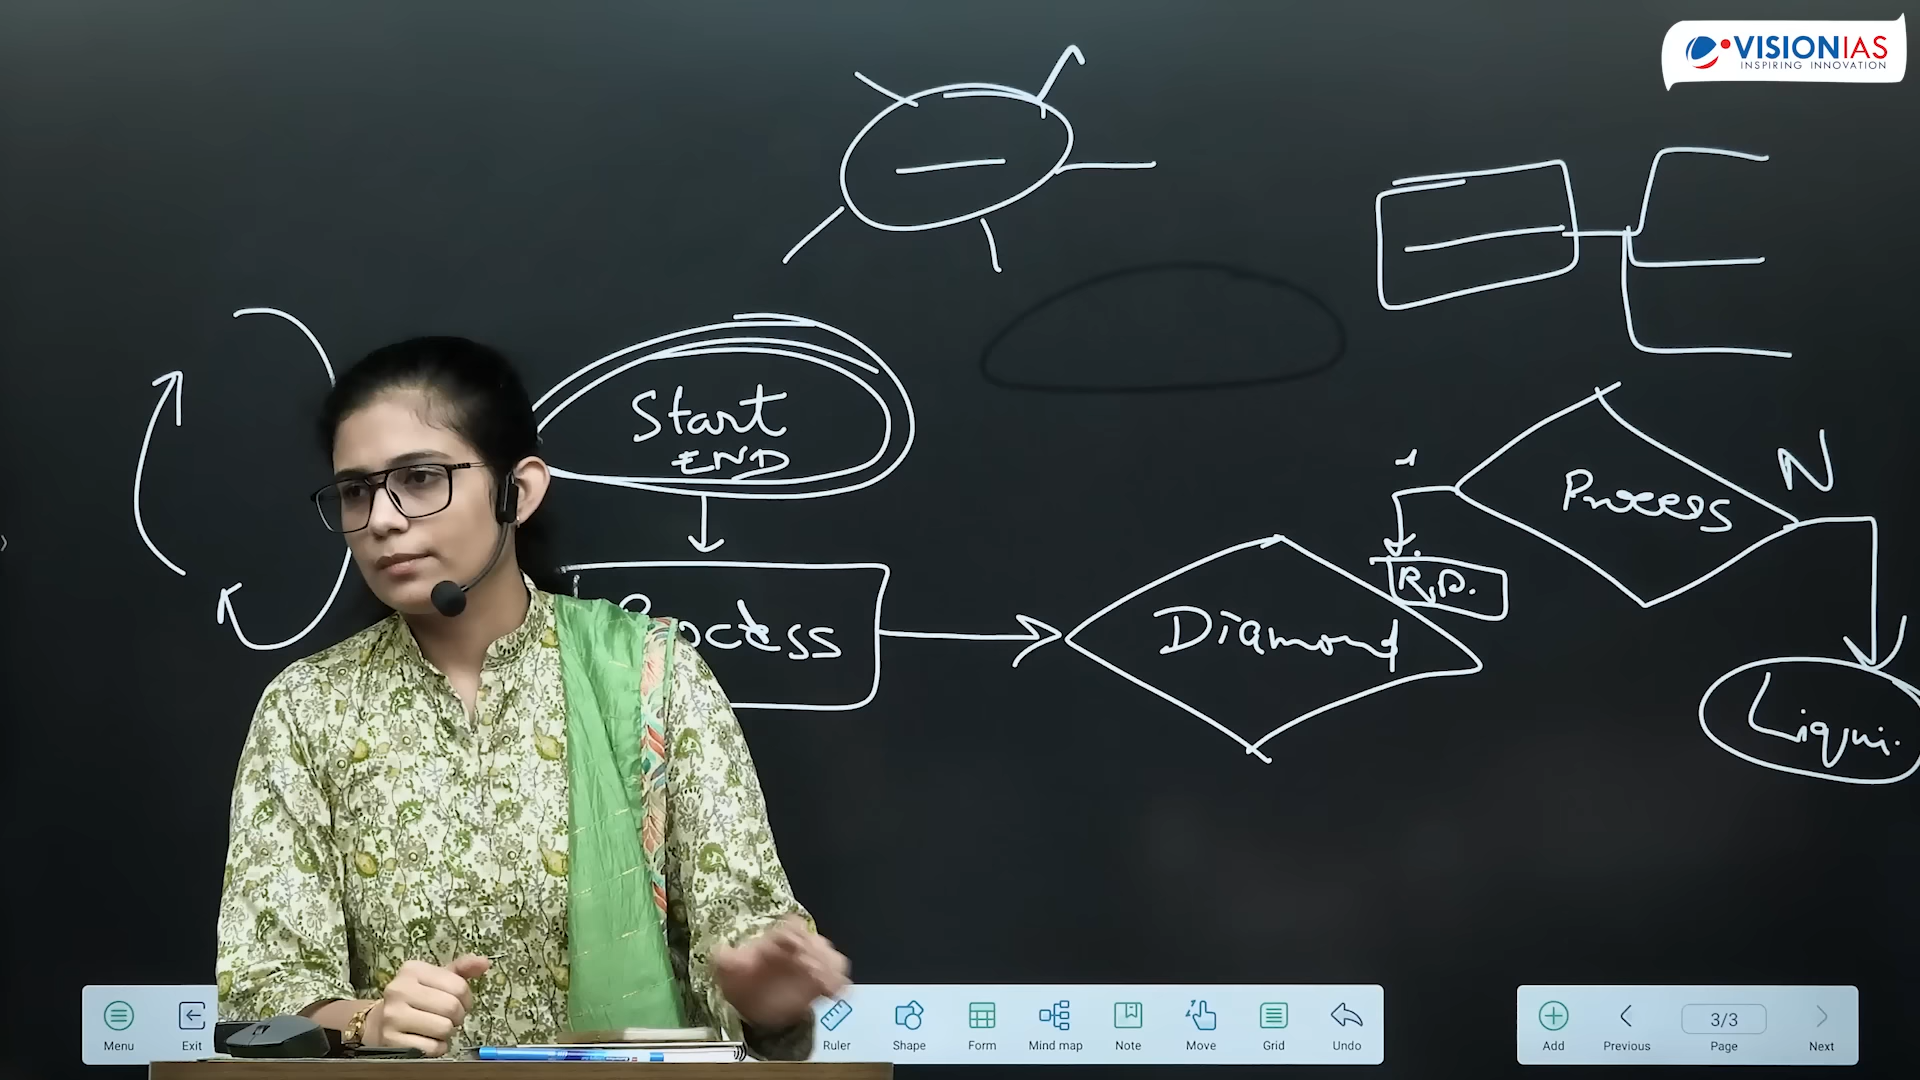 VISIONIAS
INSPIRING INNOVATION
Start
END
Process
N
R.D.
Process
Diamond
Liqui.
Menu
Exit
Ruler
Shape
Form
Mind map
Note
Move
Grid
Undo
Add
Previous
3/3
Page
Next